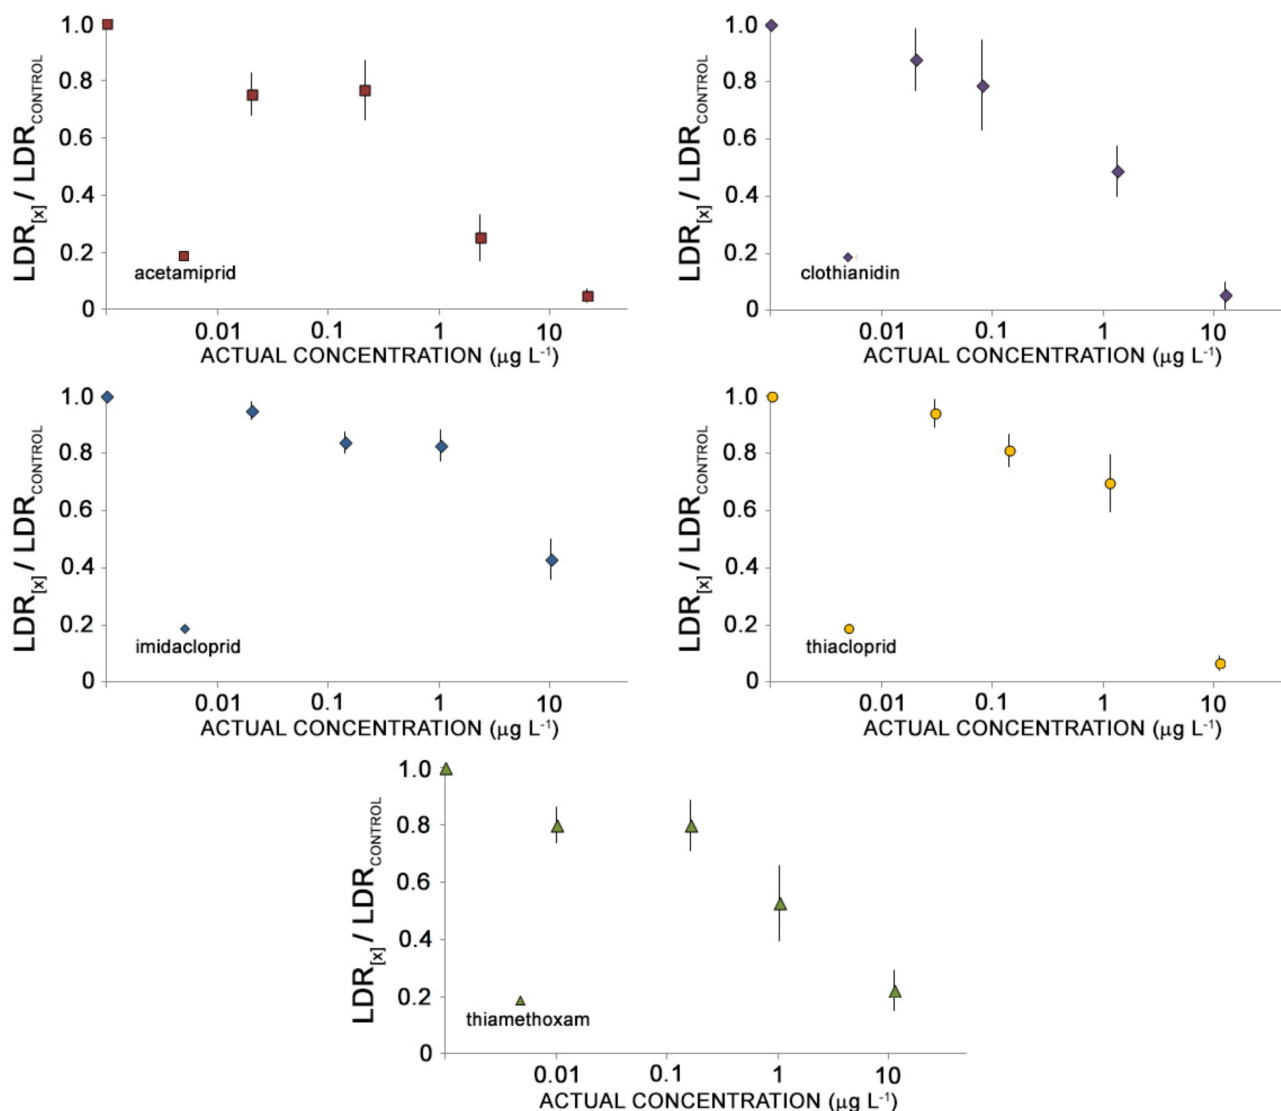 1.0
0.8
0.6
0.4
0.2
0
LDR[x] / LDRCONTROL
acetamiprid
0.01 0.1 1 10
ACTUAL CONCENTRATION (µg L-1)
1.0
0.8
0.6
0.4
0.2
0
LDR[x] / LDRCONTROL
clothianidin
0.01 0.1 1 10
ACTUAL CONCENTRATION (µg L-1)
1.0
0.8
0.6
0.4
0.2
0
LDR[x] / LDRCONTROL
imidacloprid
0.01 0.1 1 10
ACTUAL CONCENTRATION (µg L-1)
1.0
0.8
0.6
0.4
0.2
0
LDR[x] / LDRCONTROL
thiacloprid
0.01 0.1 1 10
ACTUAL CONCENTRATION (µg L-1)
1.0
0.8
0.6
0.4
0.2
0
LDR[x] / LDRCONTROL
thiamethoxam
0.01 0.1 1 10
ACTUAL CONCENTRATION (µg L-1)